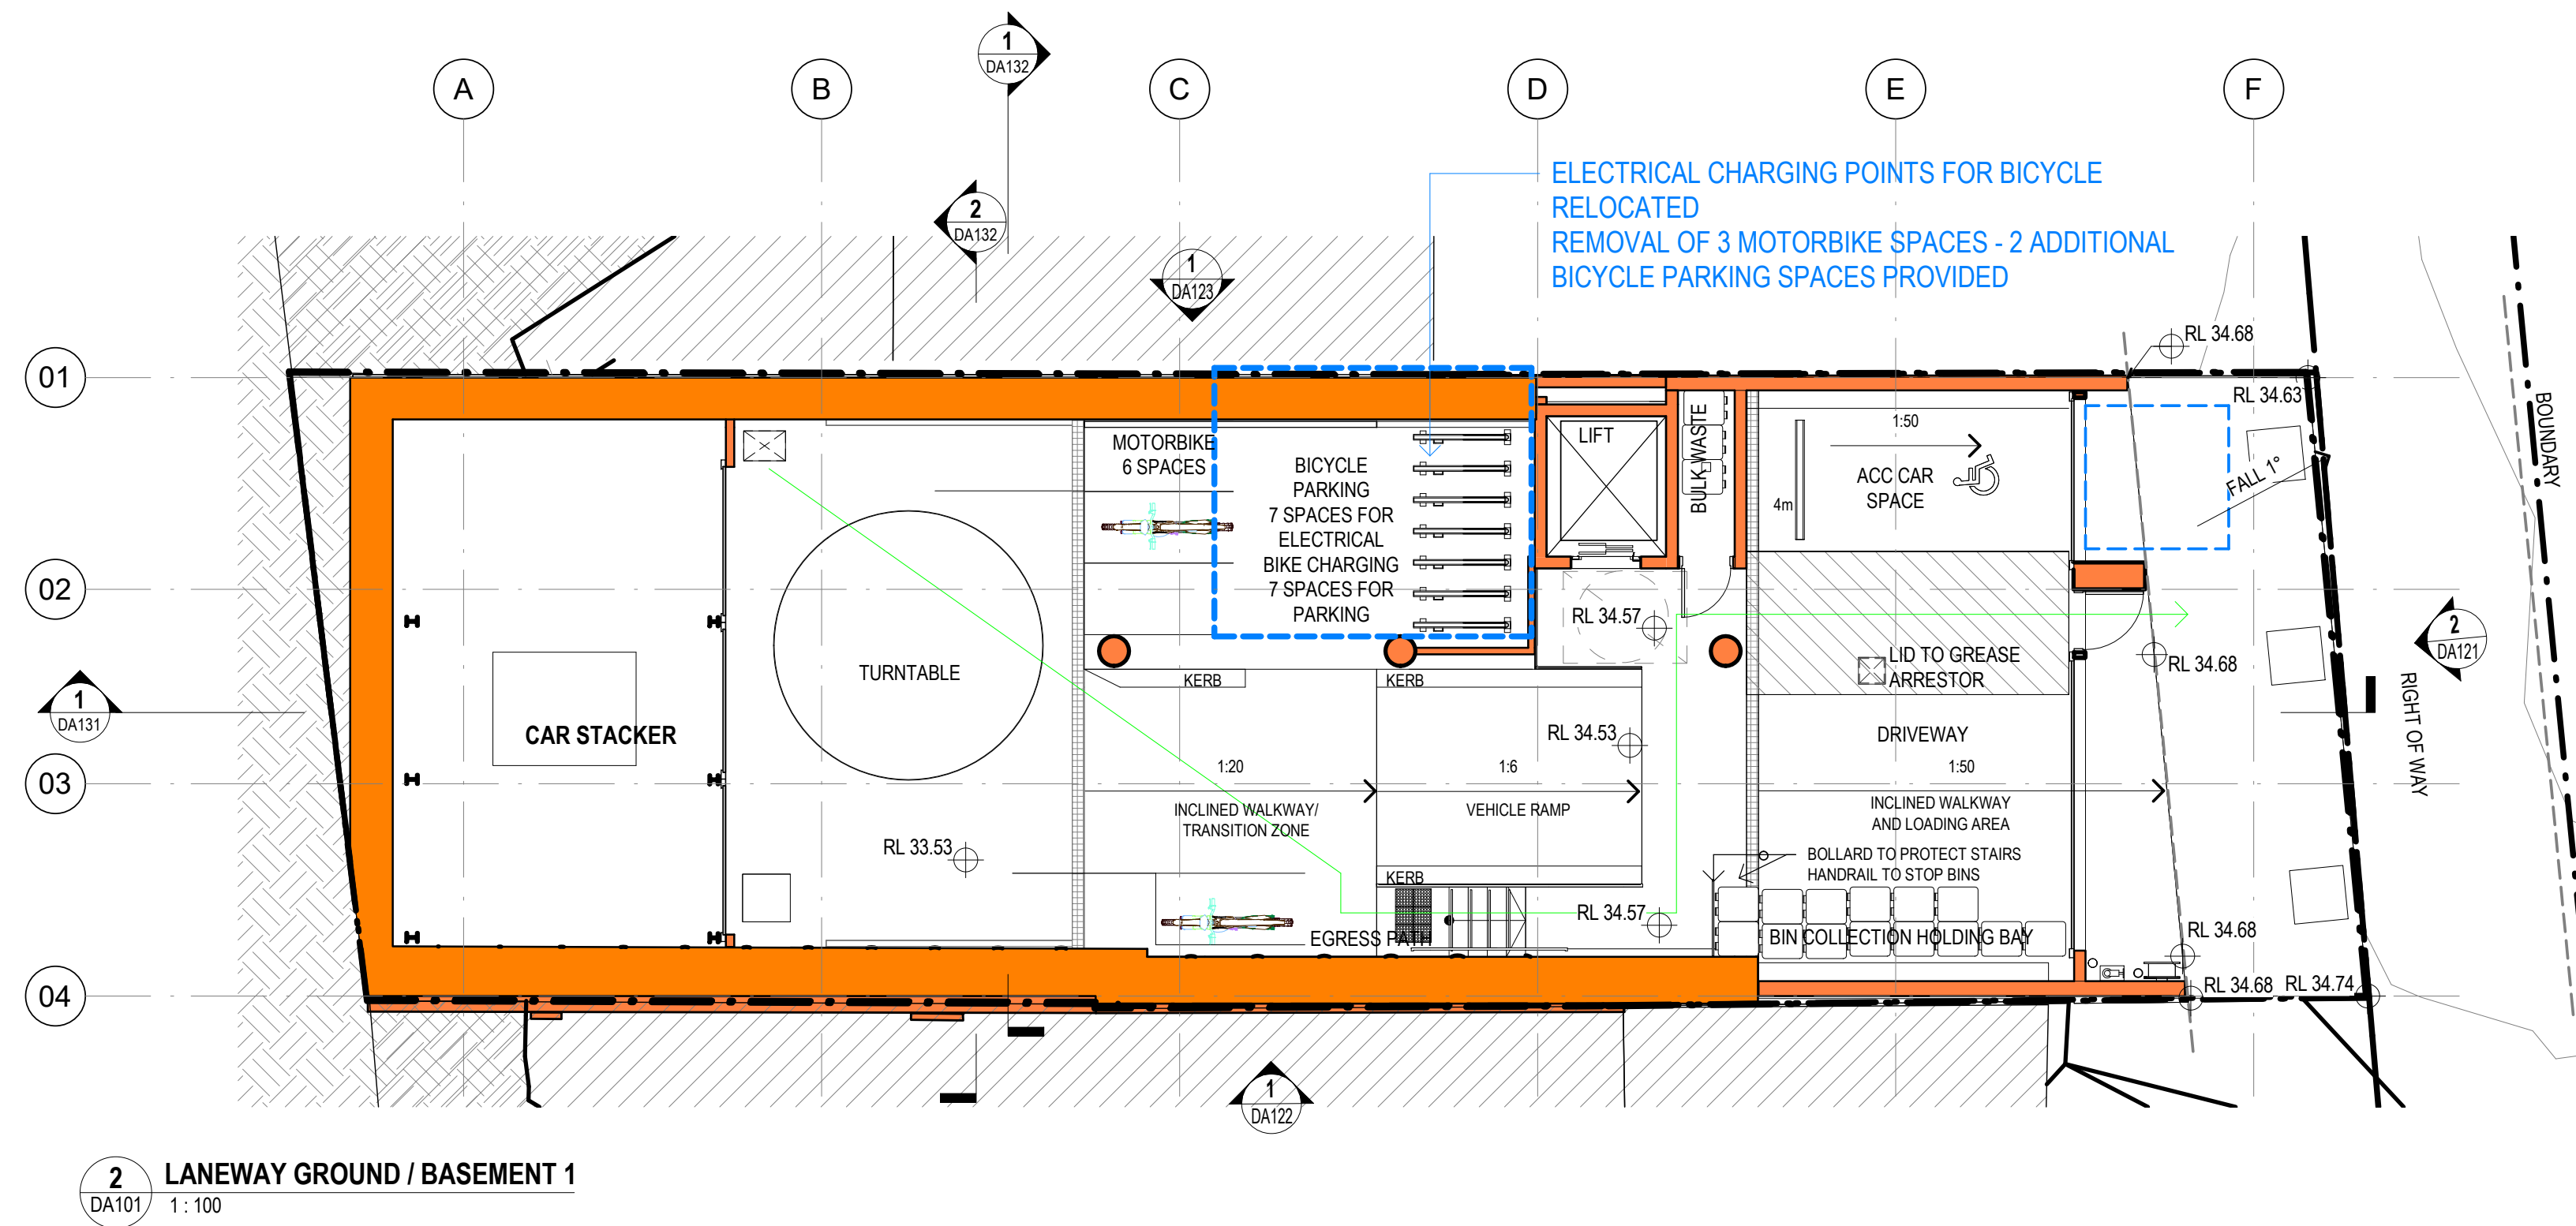 1
DA132
A
B
C
D
E
F
2
DA132
1
DA123
ELECTRICAL CHARGING POINTS FOR BICYCLE
RELOCATED
REMOVAL OF 3 MOTORBIKE SPACES - 2 ADDITIONAL
BICYCLE PARKING SPACES PROVIDED
RL 34.68
01
RL 34.63
BOUNDARY
MOTORBIKE
6 SPACES
BICYCLE
PARKING
7 SPACES FOR
ELECTRICAL
BIKE CHARGING
7 SPACES FOR
PARKING
LIFT
BULK WASTE
1:50
4m
ACC CAR
SPACE
FALL 1°
02
RL 34.57
TURNTABLE
LID TO GREASE
ARRESTOR
RL 34.68
2
DA121
RIGHT OF WAY
KERB
KERB
1
DA131
CAR STACKER
RL 34.53
DRIVEWAY
03
1:20
1:6
1:50
INCLINED WALKWAY/
TRANSITION ZONE
VEHICLE RAMP
INCLINED WALKWAY
AND LOADING AREA
RL 33.53
BOLLARD TO PROTECT STAIRS
HANDRAIL TO STOP BINS
KERB
RL 34.57
EGRESS PATH
BIN COLLECTION HOLDING BAY
RL 34.68
04
RL 34.68
RL 34.74
1
DA122
2
DA101
LANEWAY GROUND / BASEMENT 1
1 : 100